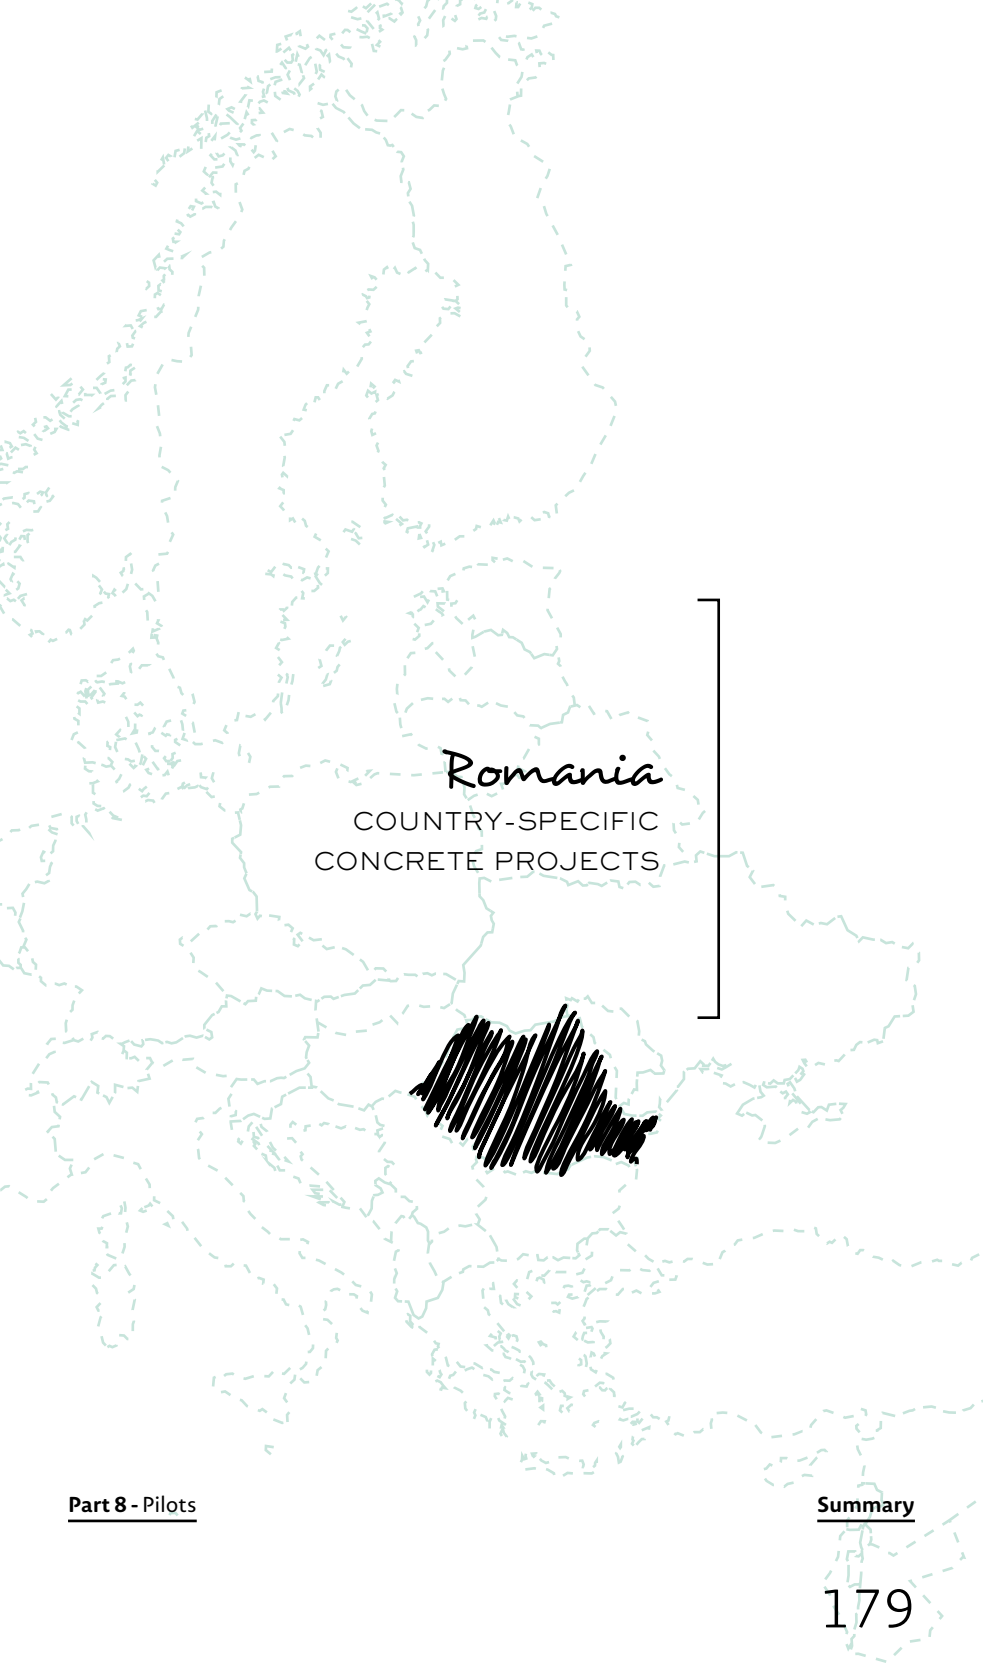 Romania
COUNTRY-SPECIFIC
CONCRETE PROJECTS
Part 8 - Pilots
Summary
179